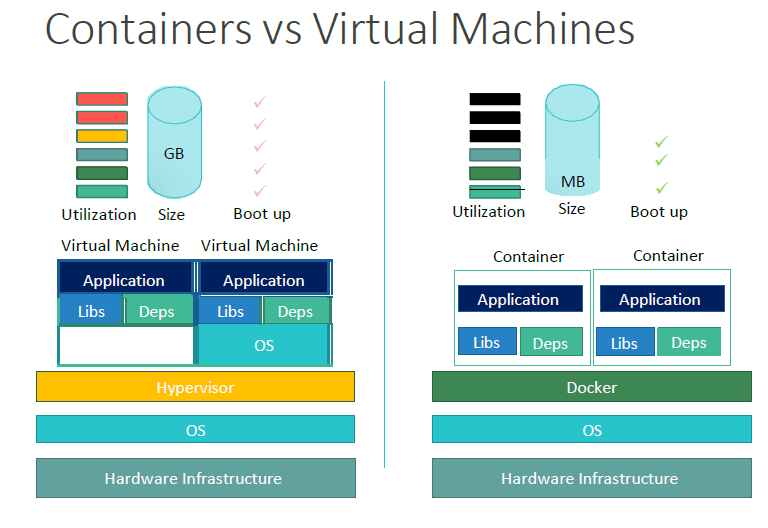 Containers vs Virtual Machines
GB
Utilization Size Boot up
Virtual Machine Virtual Machine
Application Application
Libs Deps Libs Deps
OS
Hypervisor
OS
Hardware Infrastructure
MB
Utilization Size Boot up
Container Container
Application Application
Libs Deps Libs Deps
Docker
OS
Hardware Infrastructure